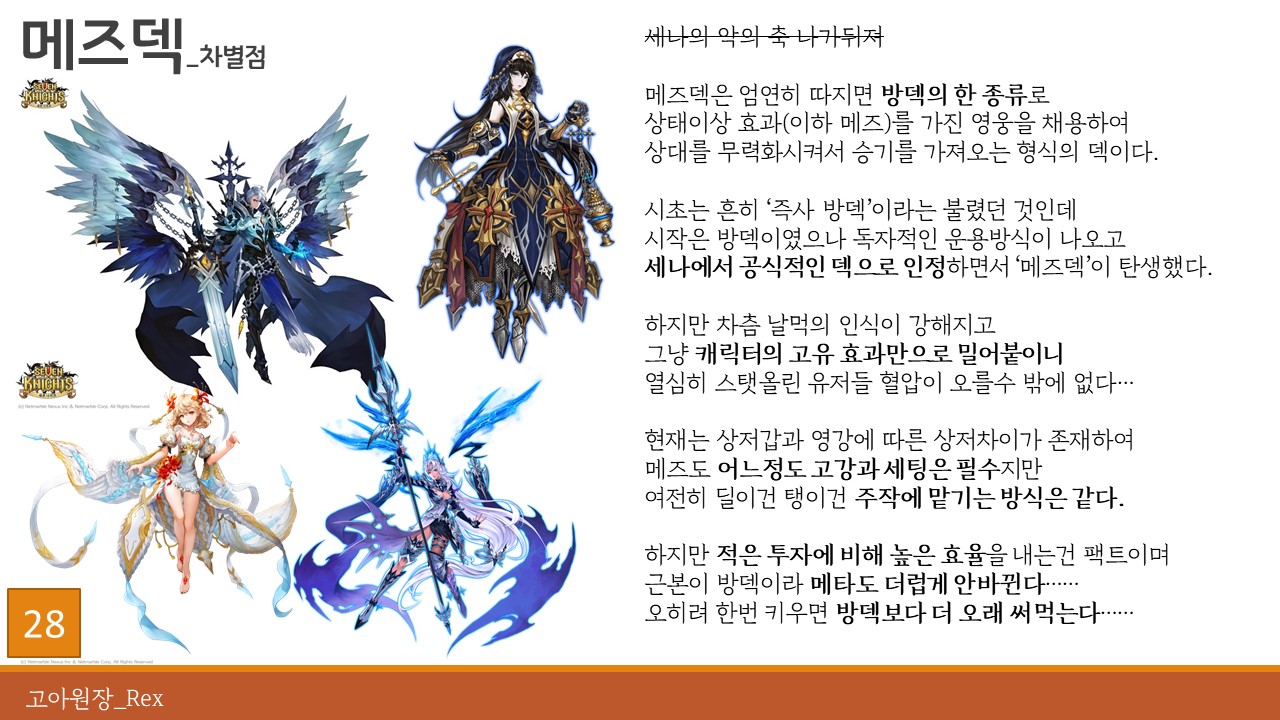 메즈덱_차별점
SEVEN KNIGHTS
세나의 악의 축 나가뒤져
메즈덱은 엄연히 따지면 방덱의 한 종류로
상태이상 효과(이하 메즈)를 가진 영웅을 채용하여
상대를 무력화시켜서 승기를 가져오는 형식의 덱이다.
시초는 흔히 ‘즉사 방덱’이라는 불렸던 것인데
시작은 방덱이였으나 독자적인 운용방식이 나오고
세나에서 공식적인 덱으로 인정하면서 ‘메즈덱’이 탄생했다.
하지만 차츰 날먹의 인식이 강해지고
그냥 캐릭터의 고유 효과만으로 밀어붙이니
열심히 스탯올린 유저들 혈압이 오를수 밖에 없다…
현재는 상저갑과 영강에 따른 상저차이가 존재하여
메즈도 어느정도 고강과 세팅은 필수지만
여전히 딜이건 탱이건 주작에 맡기는 방식은 같다.
하지만 적은 투자에 비해 높은 효율을 내는건 팩트이며
근본이 방덱이라 메타도 더럽게 안바뀐다……
오히려 한번 키우면 방덱보다 더 오래 써먹는다……
SEVEN KNIGHTS
(c) Netmarble Nexus Inc & Netmarble Corp. All Rights Reserved
28
(c) Netmarble Nexus Inc & Netmarble Corp. All Rights Reserved
고아원장_Rex